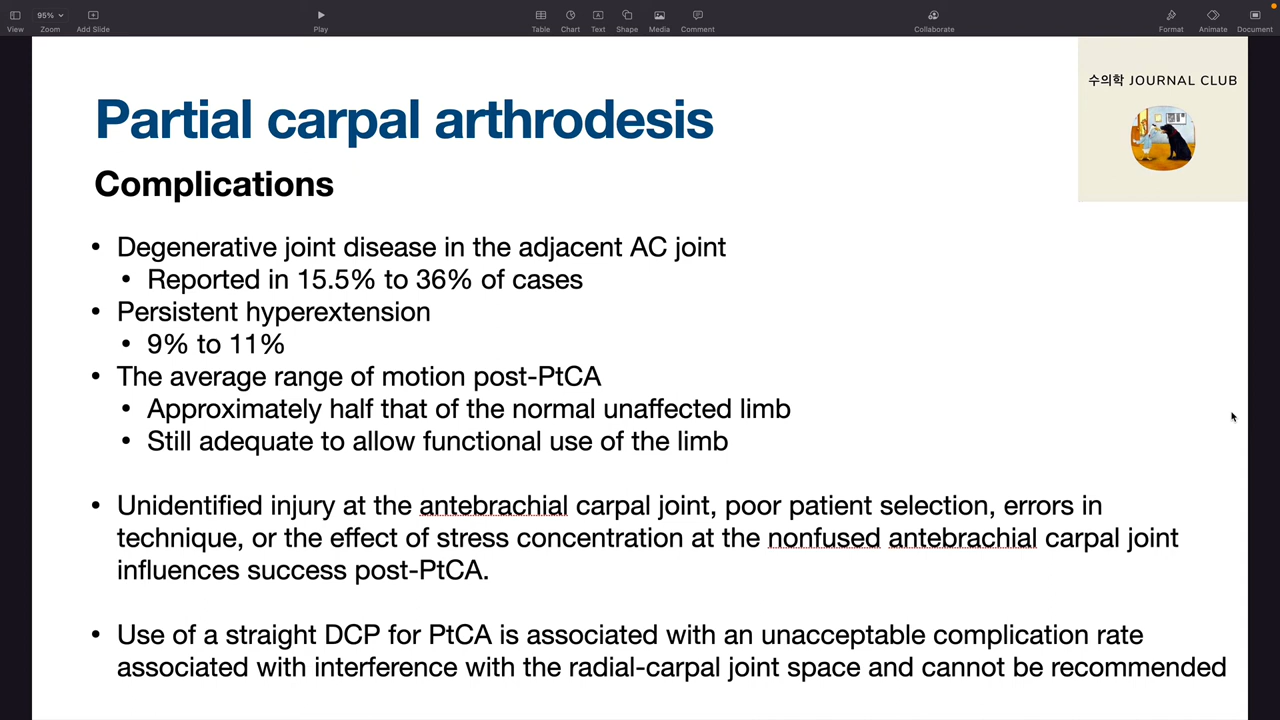 95%
View
Zoom
Add Slide
Play
Table
Chart
Text
Shape
Media
Comment
Collaborate
Format
Animate
Document
수의학 JOURNAL CLUB
Partial carpal arthrodesis
Complications
• Degenerative joint disease in the adjacent AC joint
• Reported in 15.5% to 36% of cases
• Persistent hyperextension
• 9% to 11%
• The average range of motion post-PtCA
• Approximately half that of the normal unaffected limb
• Still adequate to allow functional use of the limb
• Unidentified injury at the antebrachial carpal joint, poor patient selection, errors in
technique, or the effect of stress concentration at the nonfused antebrachial carpal joint
influences success post-PtCA.
• Use of a straight DCP for PtCA is associated with an unacceptable complication rate
associated with interference with the radial-carpal joint space and cannot be recommended